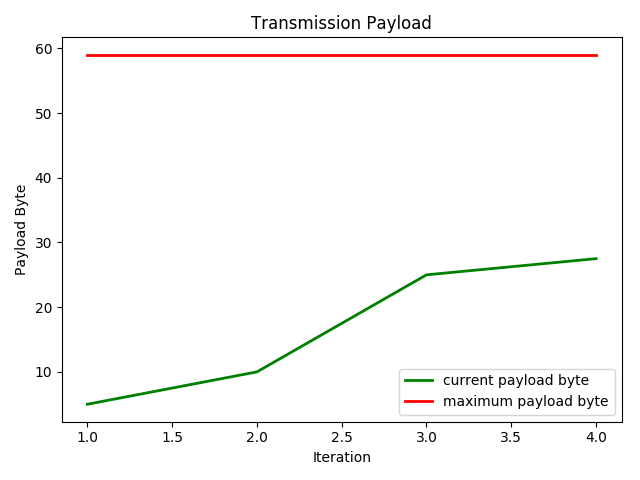 Transmission Payload
60
50
40
30
20
10
Payload Byte
current payload byte
maximum payload byte
1.0 1.5 2.0 2.5 3.0 3.5 4.0
Iteration